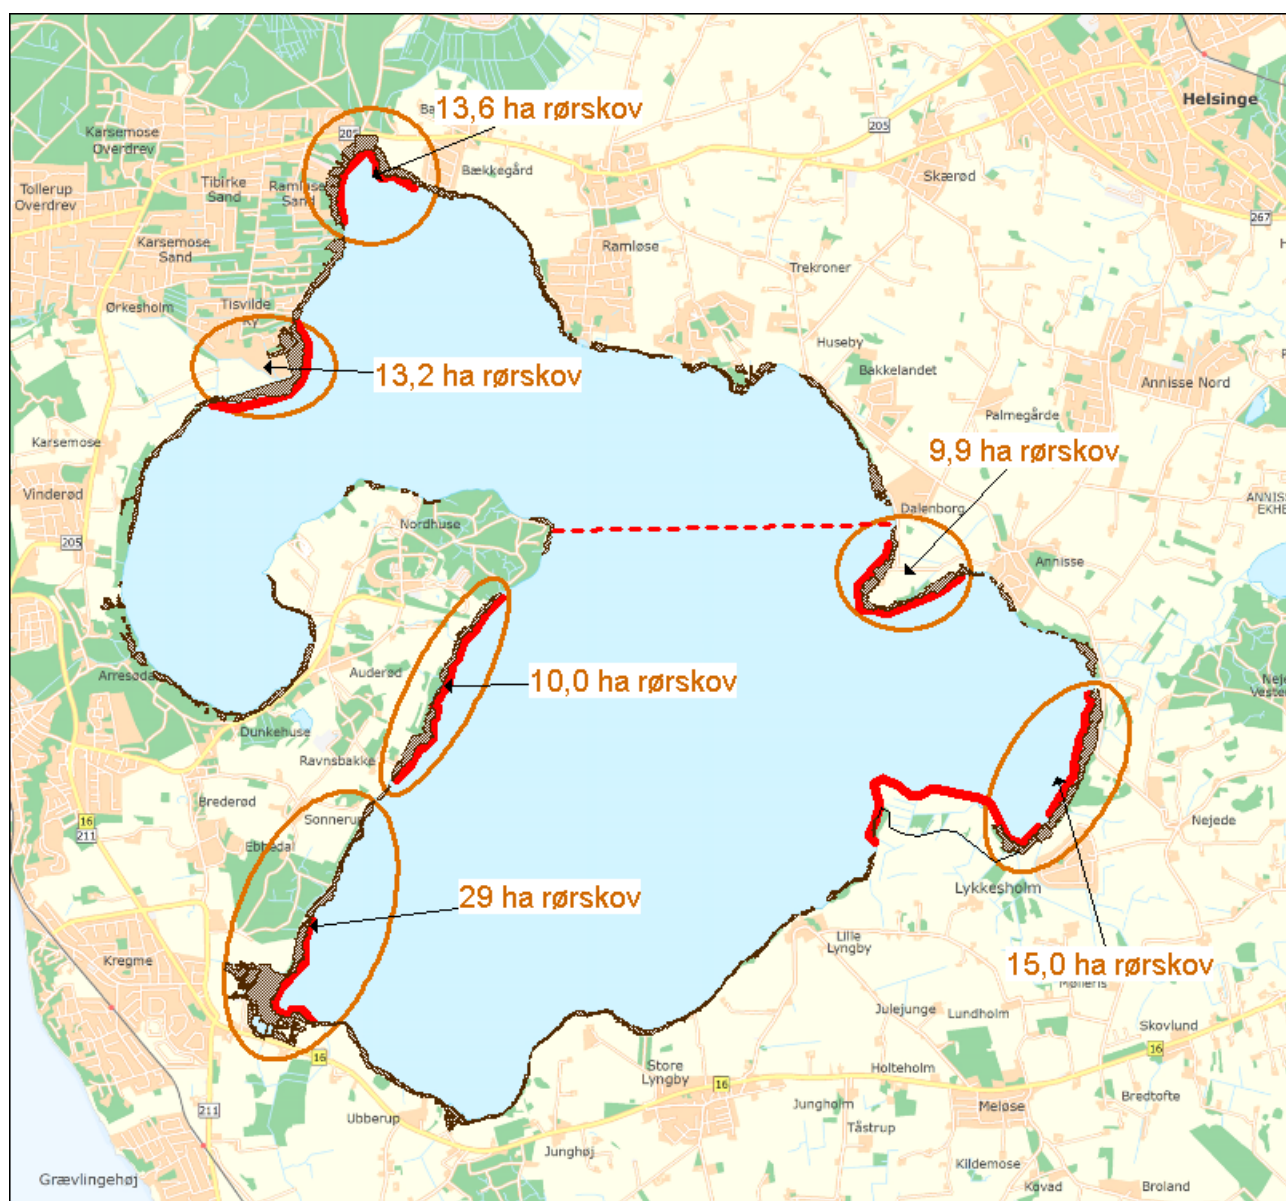 Helsinge
13,6 ha rørskov
205
205
Karsemose
Overdrev
Bækkegård
Skærød
Tibirke
Sand
Ramløse
Sand
Tollerup
Overdrev
267
Karsemose
Sand
Ramløse
Trekroner
Ørkesholm
Tisvilde
Ry
Huseby
13,2 ha rørskov
Bakkelandet
Annisse Nord
Palmegårde
Karsemose
9,9 ha rørskov
Vinderød
Nordhuse
Dalenborg
205
Annisse
Auderød
10,0 ha rørskov
Dunkehuse
Ravnsbakke
Brederød
16
211
Sonnerup
Ebbedal
Nejede
Lykkesholm
29 ha rørskov
Lille
Lyngby
Kregme
15,0 ha rørskov
Julejunge
Lundholm
Skovlund
16
16
Store
Lyngby
Holteholm
16
211
Ubberup
Jungholm
Meløse
Bredtofte
Tåstrup
Junghøj
Kildemose
Grævlingehøj
Kovad
Broland